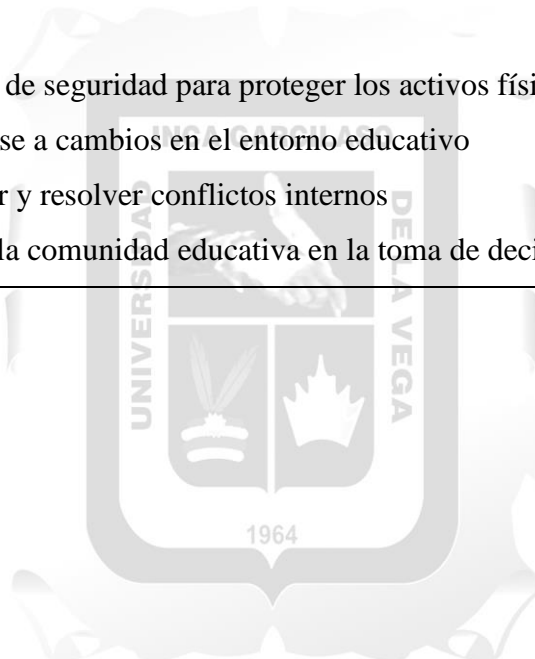 de seguridad para proteger los activos físi
se a cambios en el entorno educativo
r y resolver conflictos internos
la comunidad educativa en la toma de deci
UNIVERSIDAD
INCA GARCILASO
DE LA VEGA
1964